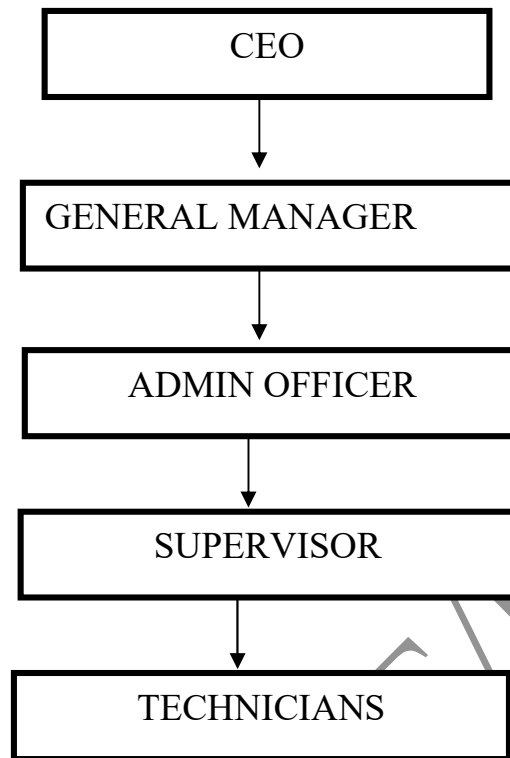 CEO
GENERAL MANAGER
ADMIN OFFICER
SUPERVISOR
TECHNICIANS